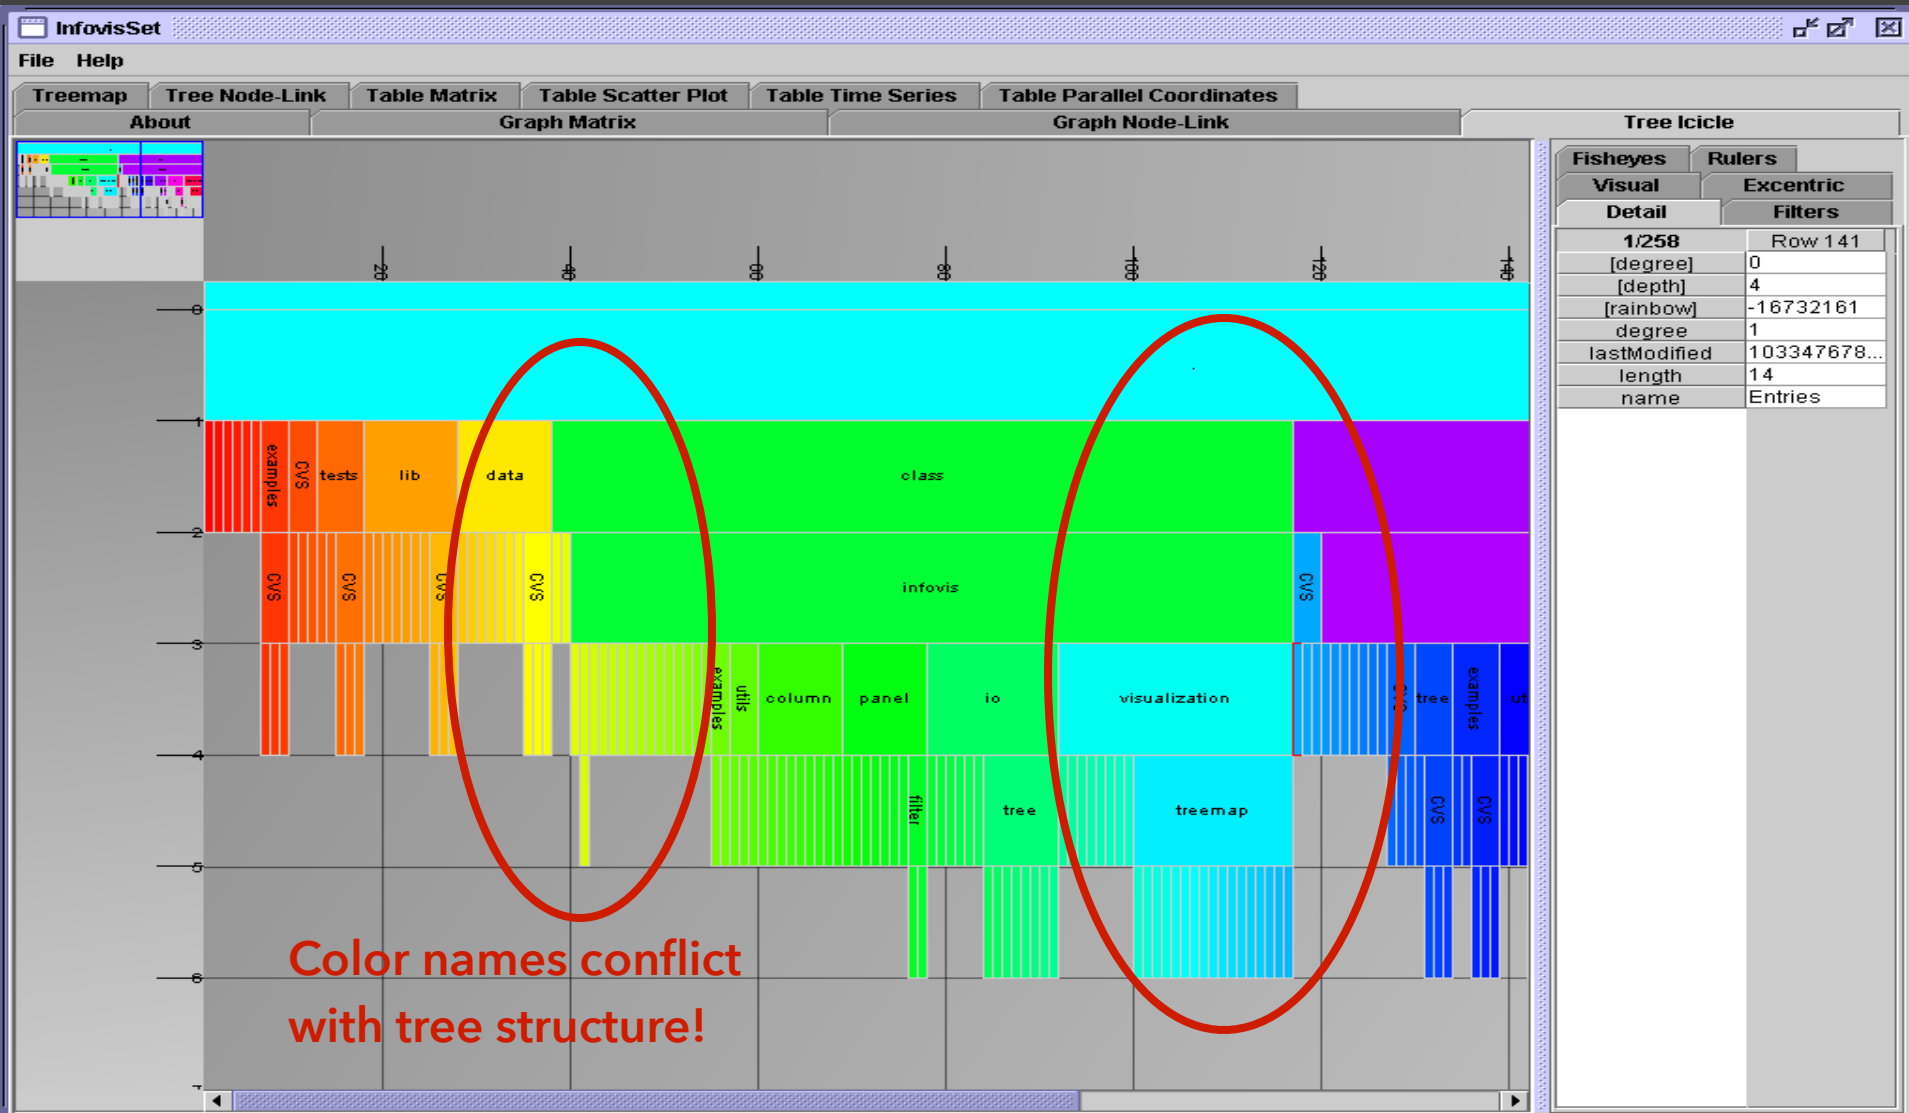 InfovisSet
File Help
Treemap Tree Node-Link Table Matrix Table Scatter Plot Table Time Series Table Parallel Coordinates
About Graph Matrix Graph Node-Link Tree Icicle
Fisheyes Rulers
Visual Excentric
Detail Filters
1/258 Row 141
[degree] 0
[depth] 4
[rainbow] -16732161
degree 1
lastModified 103347678...
length 14
name Entries
20 40 60 80 100 120 140
0
1
examples CVS tests lib data class
2
CVS CVS CVS CVS infovis CVS
3
examples utils column panel io visualization CVS tree examples ut
4
filter tree treemap CVS CVS
5
6
Color names conflict
with tree structure!